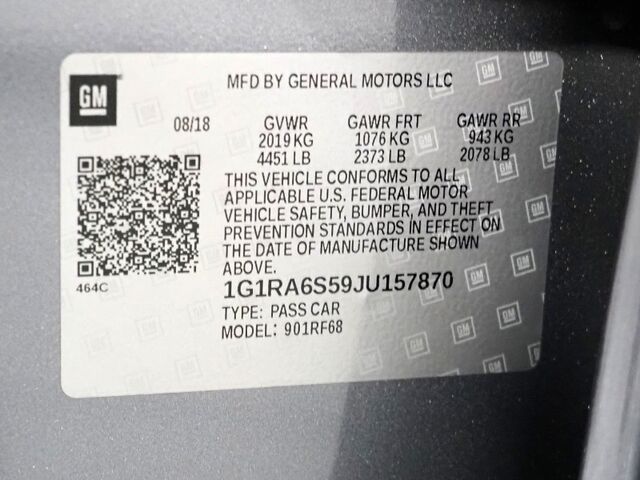 GM
MFD BY GENERAL MOTORS LLC
08/18 GVWR GAWR FRT GAWR RR
2019 KG 1076 KG 943 KG
4451 LB 2373 LB 2078 LB
THIS VEHICLE CONFORMS TO ALL
APPLICABLE U.S. FEDERAL MOTOR
VEHICLE SAFETY, BUMPER, AND THEFT
PREVENTION STANDARDS IN EFFECT ON
THE DATE OF MANUFACTURE SHOWN
ABOVE.
464C
1G1RA6S59JU157870
TYPE: PASS CAR
MODEL: 901RF68